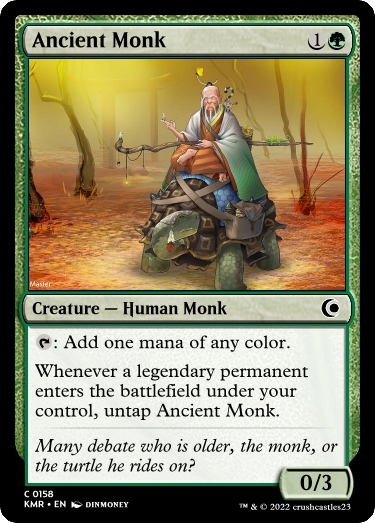 Ancient Monk 1
Master
Creature — Human Monk
: Add one mana of any color.
Whenever a legendary permanent
enters the battlefield under your
control, untap Ancient Monk.
Many debate who is older, the monk, or
the turtle he rides on?
0/3
C 0158
KMR • EN DINMONEY
™ & © 2022 crushcastles23